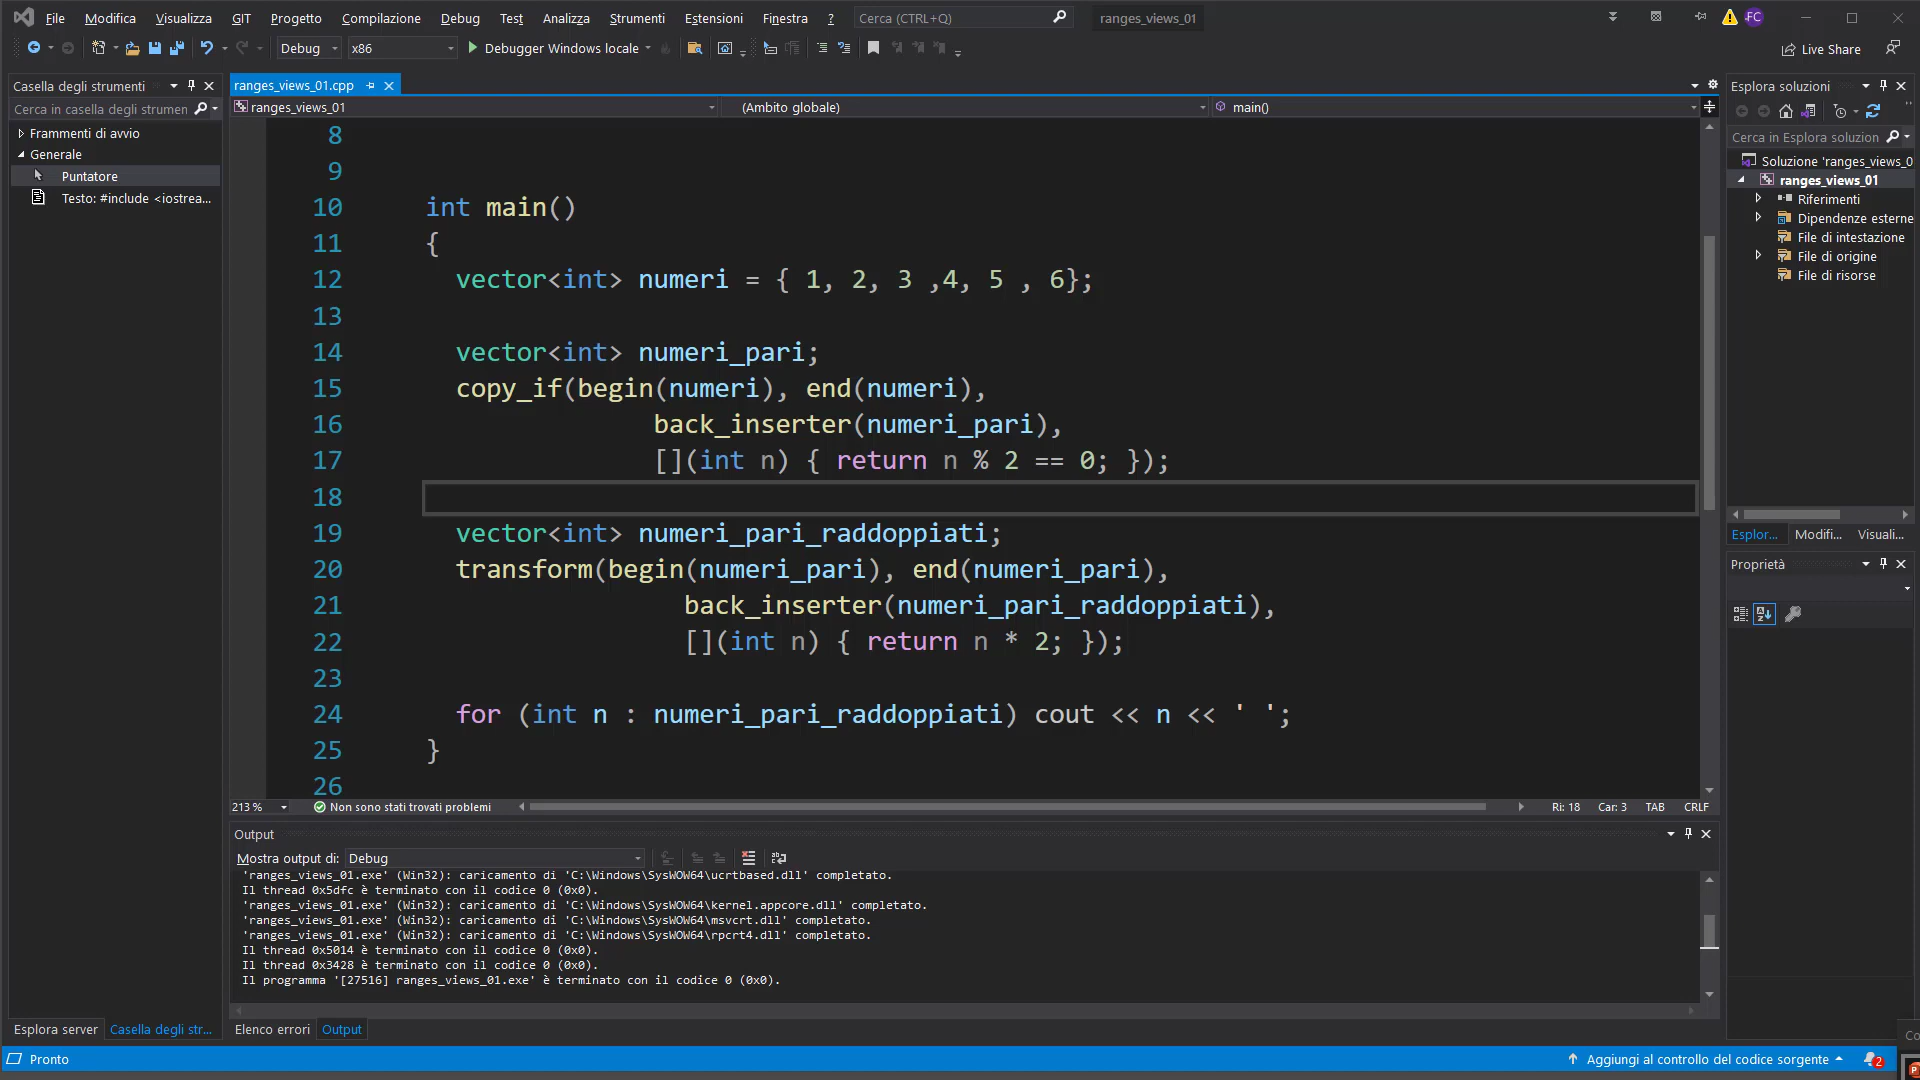 File Modifica Visualizza GIT Progetto Compilazione Debug Test Analizza Strumenti Estensioni Finestra ? Cerca (CTRL+Q) ranges_views_01 FC
Debug x86 Debugger Windows locale Live Share
Casella degli strumenti
Cerca in casella degli strumen
Frammenti di avvio
Generale
Puntatore
Testo: #include <iostrea...
ranges_views_01.cpp
ranges_views_01 (Ambito globale) main()
8
9
10 int main()
11 {
12 vector<int> numeri = { 1, 2, 3 ,4, 5 , 6};
13
14 vector<int> numeri_pari;
15 copy_if(begin(numeri), end(numeri),
16 back_inserter(numeri_pari),
17 [](int n) { return n % 2 == 0; });
18
19 vector<int> numeri_pari_raddoppiati;
20 transform(begin(numeri_pari), end(numeri_pari),
21 back_inserter(numeri_pari_raddoppiati),
22 [](int n) { return n * 2; });
23
24 for (int n : numeri_pari_raddoppiati) cout << n << ' ';
25 }
26
213 % Non sono stati trovati problemi Ri: 18 Car: 3 TAB CRLF
Output
Mostra output di: Debug
'ranges_views_01.exe' (Win32): caricamento di 'C:\Windows\SysWOW64\ucrtbased.dll' completato.
Il thread 0x5dfc è terminato con il codice 0 (0x0).
'ranges_views_01.exe' (Win32): caricamento di 'C:\Windows\SysWOW64\kernel.appcore.dll' completato.
'ranges_views_01.exe' (Win32): caricamento di 'C:\Windows\SysWOW64\msvcrt.dll' completato.
'ranges_views_01.exe' (Win32): caricamento di 'C:\Windows\SysWOW64\rpcrt4.dll' completato.
Il thread 0x5014 è terminato con il codice 0 (0x0).
Il thread 0x3428 è terminato con il codice 0 (0x0).
Il programma '[27516] ranges_views_01.exe' è terminato con il codice 0 (0x0).
Esplora server Casella degli str...
Elenco errori Output
Esplora soluzioni
Cerca in Esplora soluzion
Soluzione 'ranges_views_0
ranges_views_01
Riferimenti
Dipendenze esterne
File di intestazione
File di origine
File di risorse
Esplor... Modifi... Visuali...
Proprietà
Co
Pronto Aggiungi al controllo del codice sorgente 2